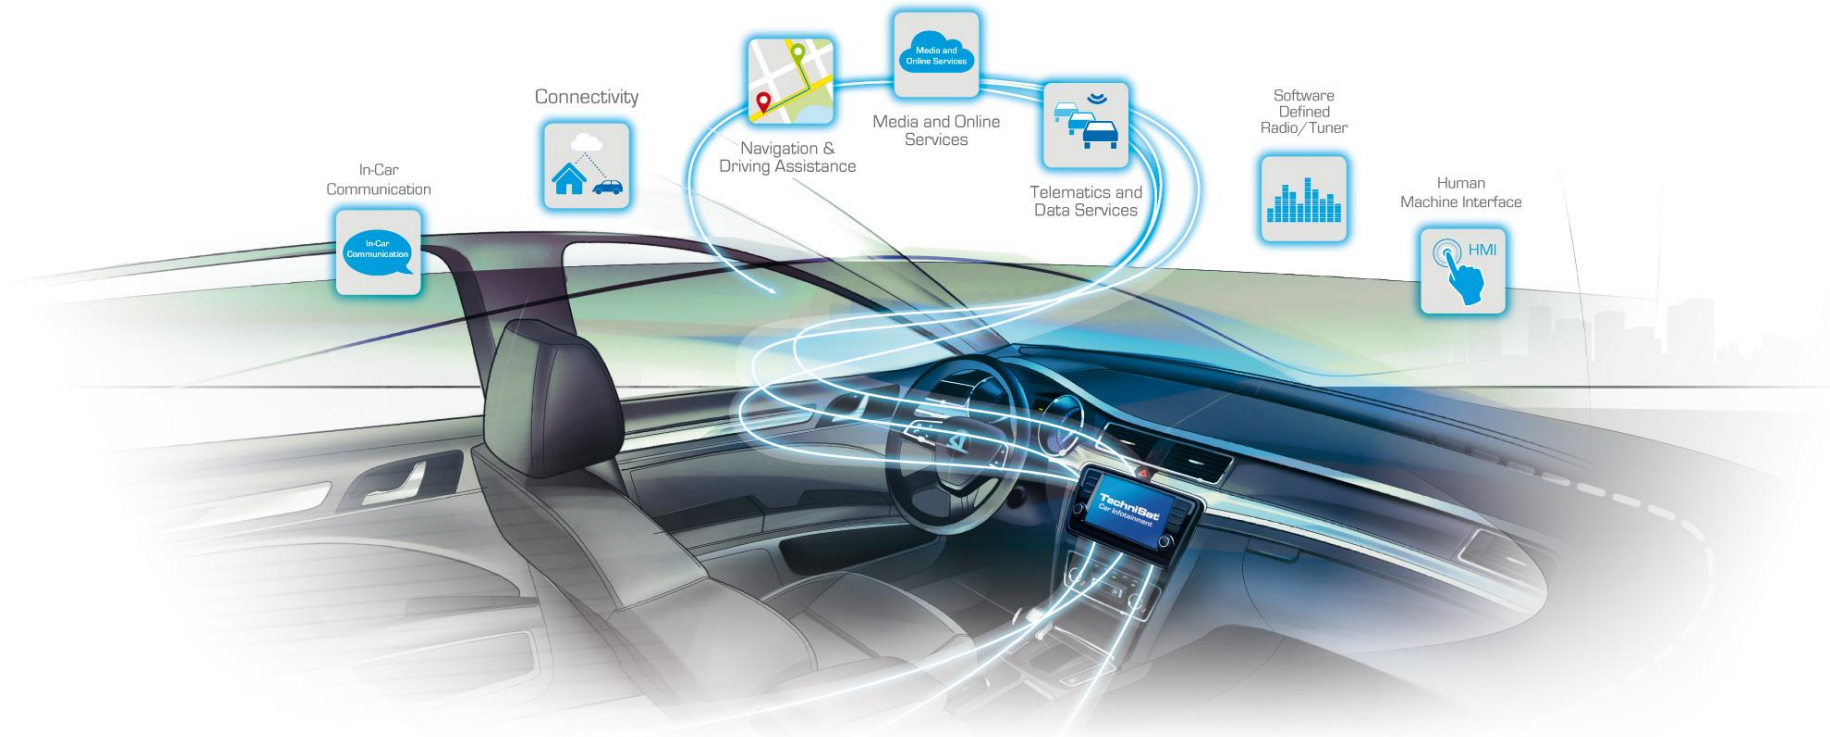 Media and
Online Services
Connectivity
Media and Online
Services
Navigation &
Driving Assistance
Software
Defined
Radio/Tuner
In-Car
Communication
Telematics and
Data Services
Human
Machine Interface
In-Car
Communication
HMI
TechniSat
Car Infotainment